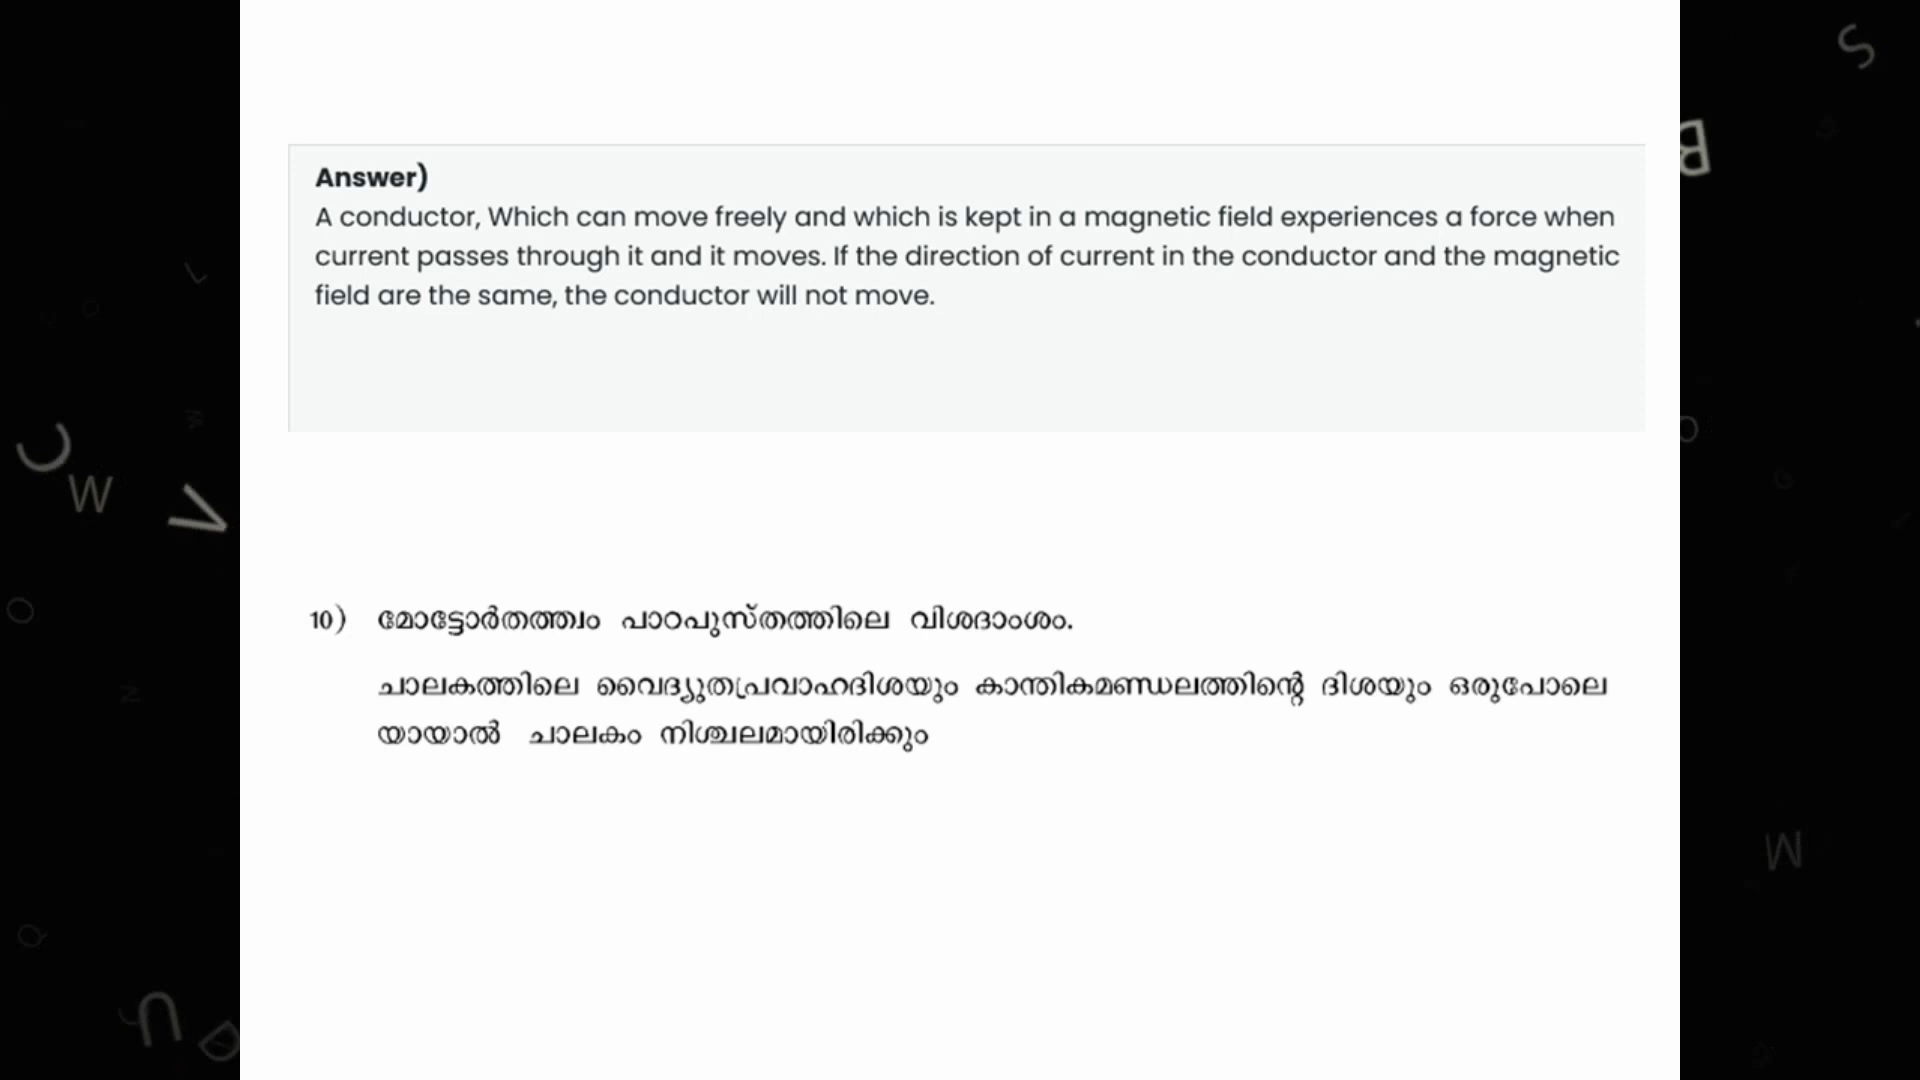 Answer)
A conductor, Which can move freely and which is kept in a magnetic field experiences a force when
current passes through it and it moves. If the direction of current in the conductor and the magnetic
field are the same, the conductor will not move.
10) മോട്ടോർതത്ത്വം പാഠപുസ്തത്തിലെ വിശദാംശം.
ചാലകത്തിലെ വൈദ്യുതപ്രവാഹദിശയും കാന്തികമണ്ഡലത്തിന്റെ ദിശയും ഒരുപോലെ
യായാൽ ചാലകം നിശ്ചലമായിരിക്കും